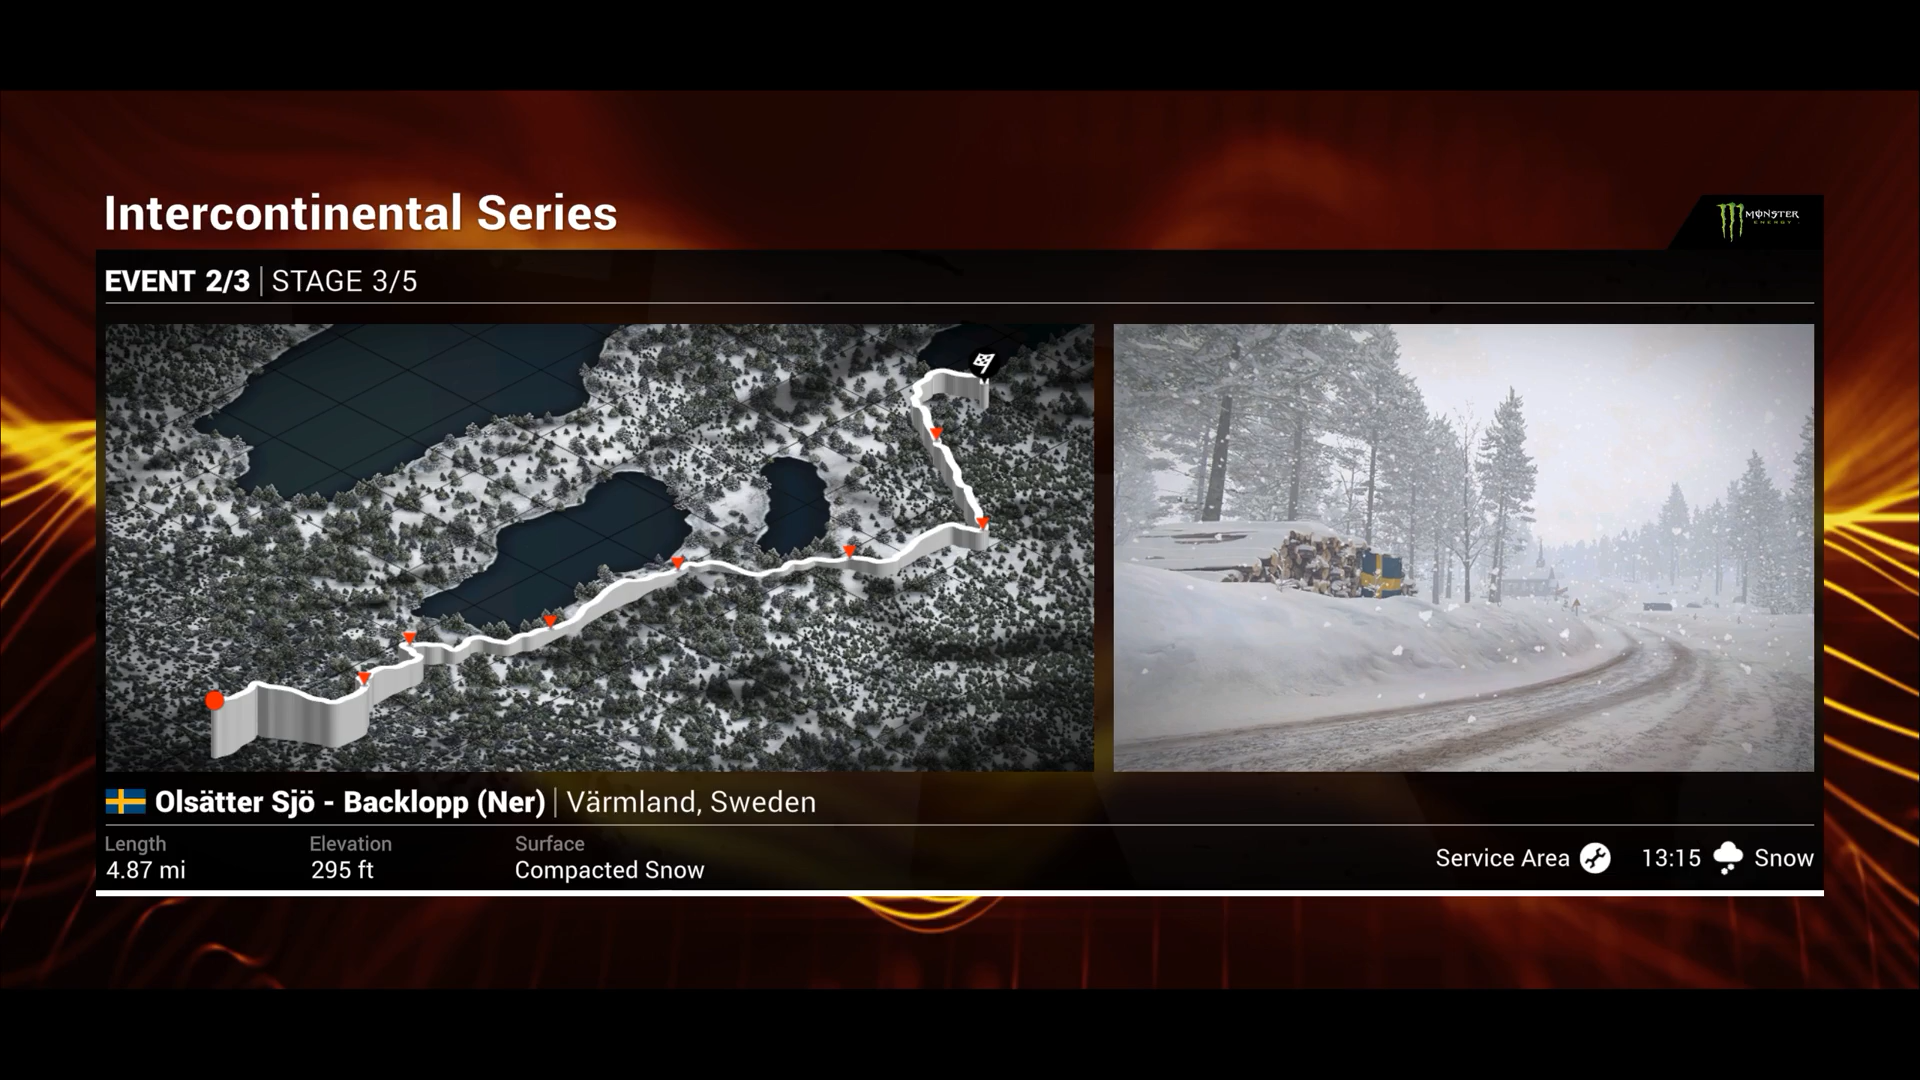 Intercontinental Series
MONSTER
ENERGY
EVENT 2/3 | STAGE 3/5
Olsätter Sjö - Backlopp (Ner) | Värmland, Sweden
Length Elevation Surface
4.87 mi 295 ft Compacted Snow
Service Area 13:15 Snow